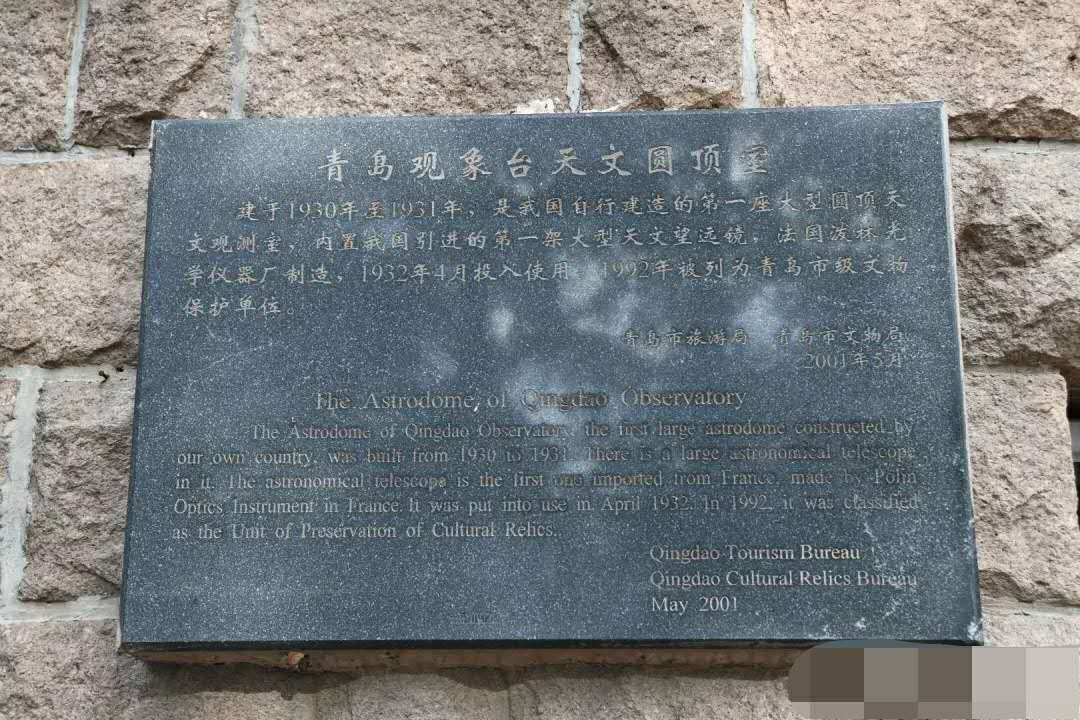 青岛观象台天文圆顶室
建于1930年至1931年，是我国自行建造的第一座大型圆顶天
文观测室，内置我国引进的第一架大型天文望远镜，法国波林光
学仪器厂制造，1932年4月投入使用。1992年被列为青岛市级文物
保护单位。
青岛市旅游局 青岛市文物局
2001年5月
The Astrodome of Qingdao Observatory
The Astrodome of Qingdao Observatory, the first large astrodome constructed by
our own country, was built from 1930 to 1931. There is a large astronomical telescope
in it. The astronomical telescope is the first one imported from France, made by Polin
Optics Instrument in France. It was put into use in April 1932. In 1992, it was classified
as the Unit of Preservation of Cultural Relics.
Qingdao Tourism Bureau
Qingdao Cultural Relics Bureau
May 2001